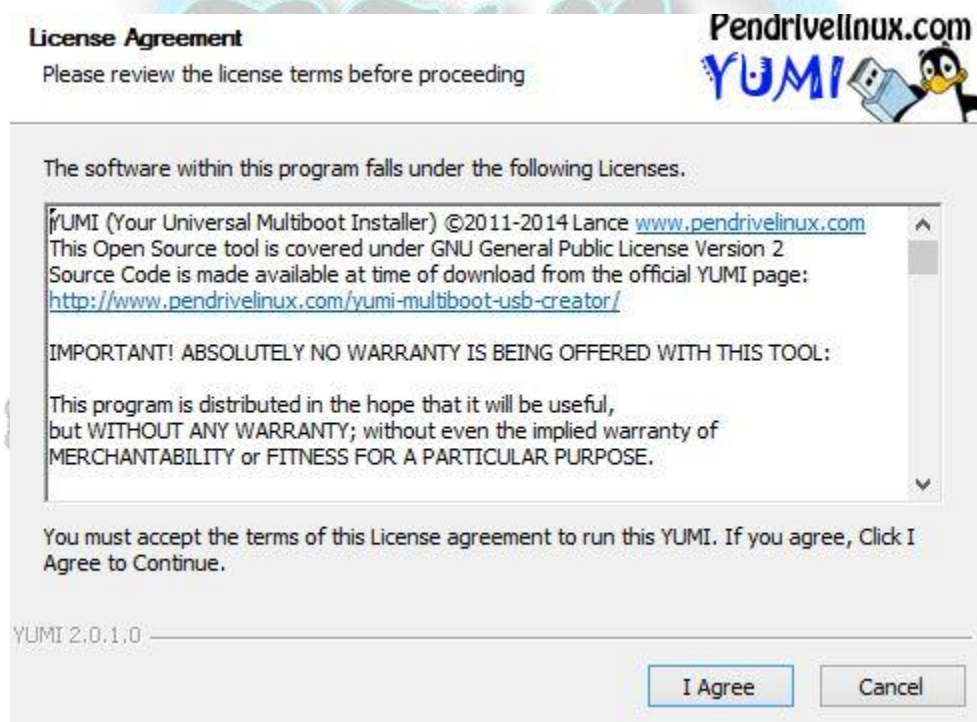 License Agreement
Please review the license terms before proceeding
Pendrivelinux.com
YUMI
The software within this program falls under the following Licenses.
YUMI (Your Universal Multiboot Installer) ©2011-2014 Lance www.pendrivelinux.com
This Open Source tool is covered under GNU General Public License Version 2
Source Code is made available at time of download from the official YUMI page:
http://www.pendrivelinux.com/yumi-multiboot-usb-creator/
IMPORTANT! ABSOLUTELY NO WARRANTY IS BEING OFFERED WITH THIS TOOL:
This program is distributed in the hope that it will be useful,
but WITHOUT ANY WARRANTY; without even the implied warranty of
MERCHANTABILITY or FITNESS FOR A PARTICULAR PURPOSE.
You must accept the terms of this License agreement to run this YUMI. If you agree, Click I
Agree to Continue.
YUMI 2.0.1.0
I Agree
Cancel